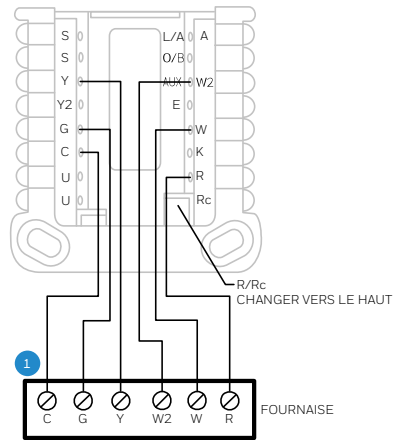 S L/A A
S O/B
Y AUX W2
Y2 E
G W
C K
U R
U Rc
R/Rc
CHANGER VERS LE HAUT
1
C G Y W2 W R
FOURNAISE